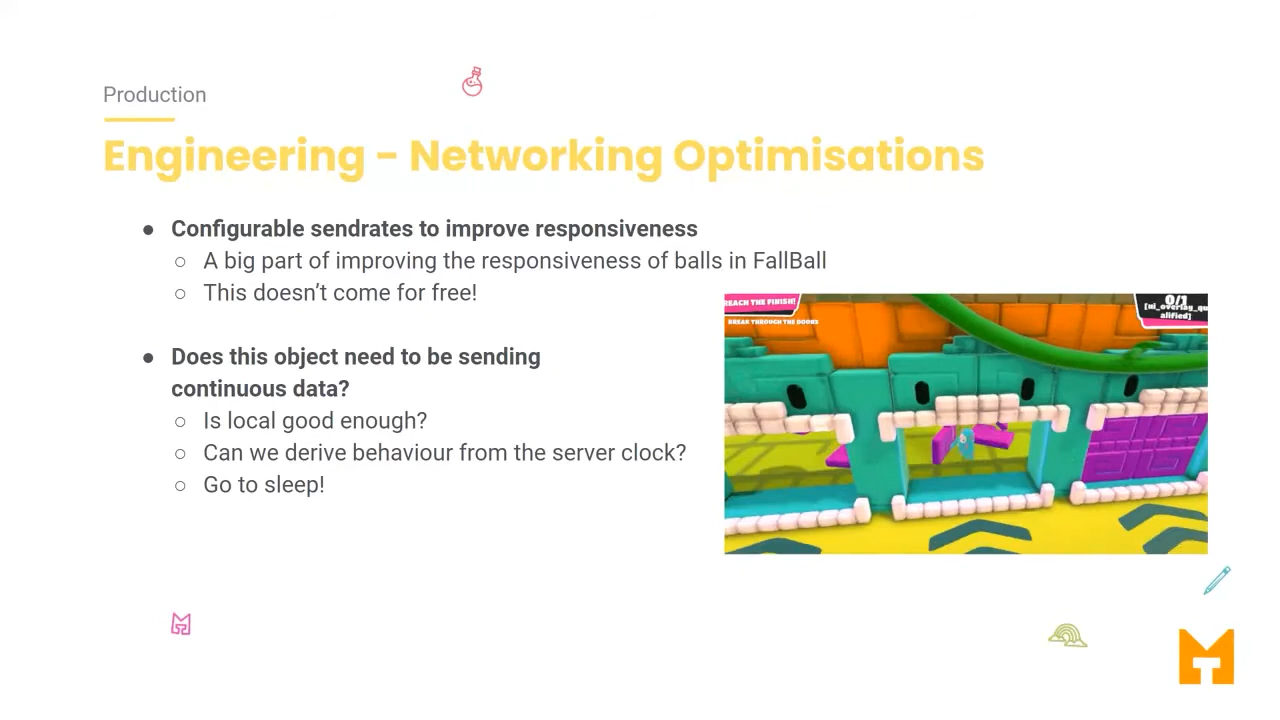 Production
Engineering - Networking Optimisations
● Configurable sendrates to improve responsiveness
○ A big part of improving the responsiveness of balls in FallBall
○ This doesn’t come for free!
● Does this object need to be sending
continuous data?
○ Is local good enough?
○ Can we derive behaviour from the server clock?
○ Go to sleep!
REACH THE FINISH!
BREAK THROUGH THE DOORS
0/1
[ui_overlay_qu
alified]